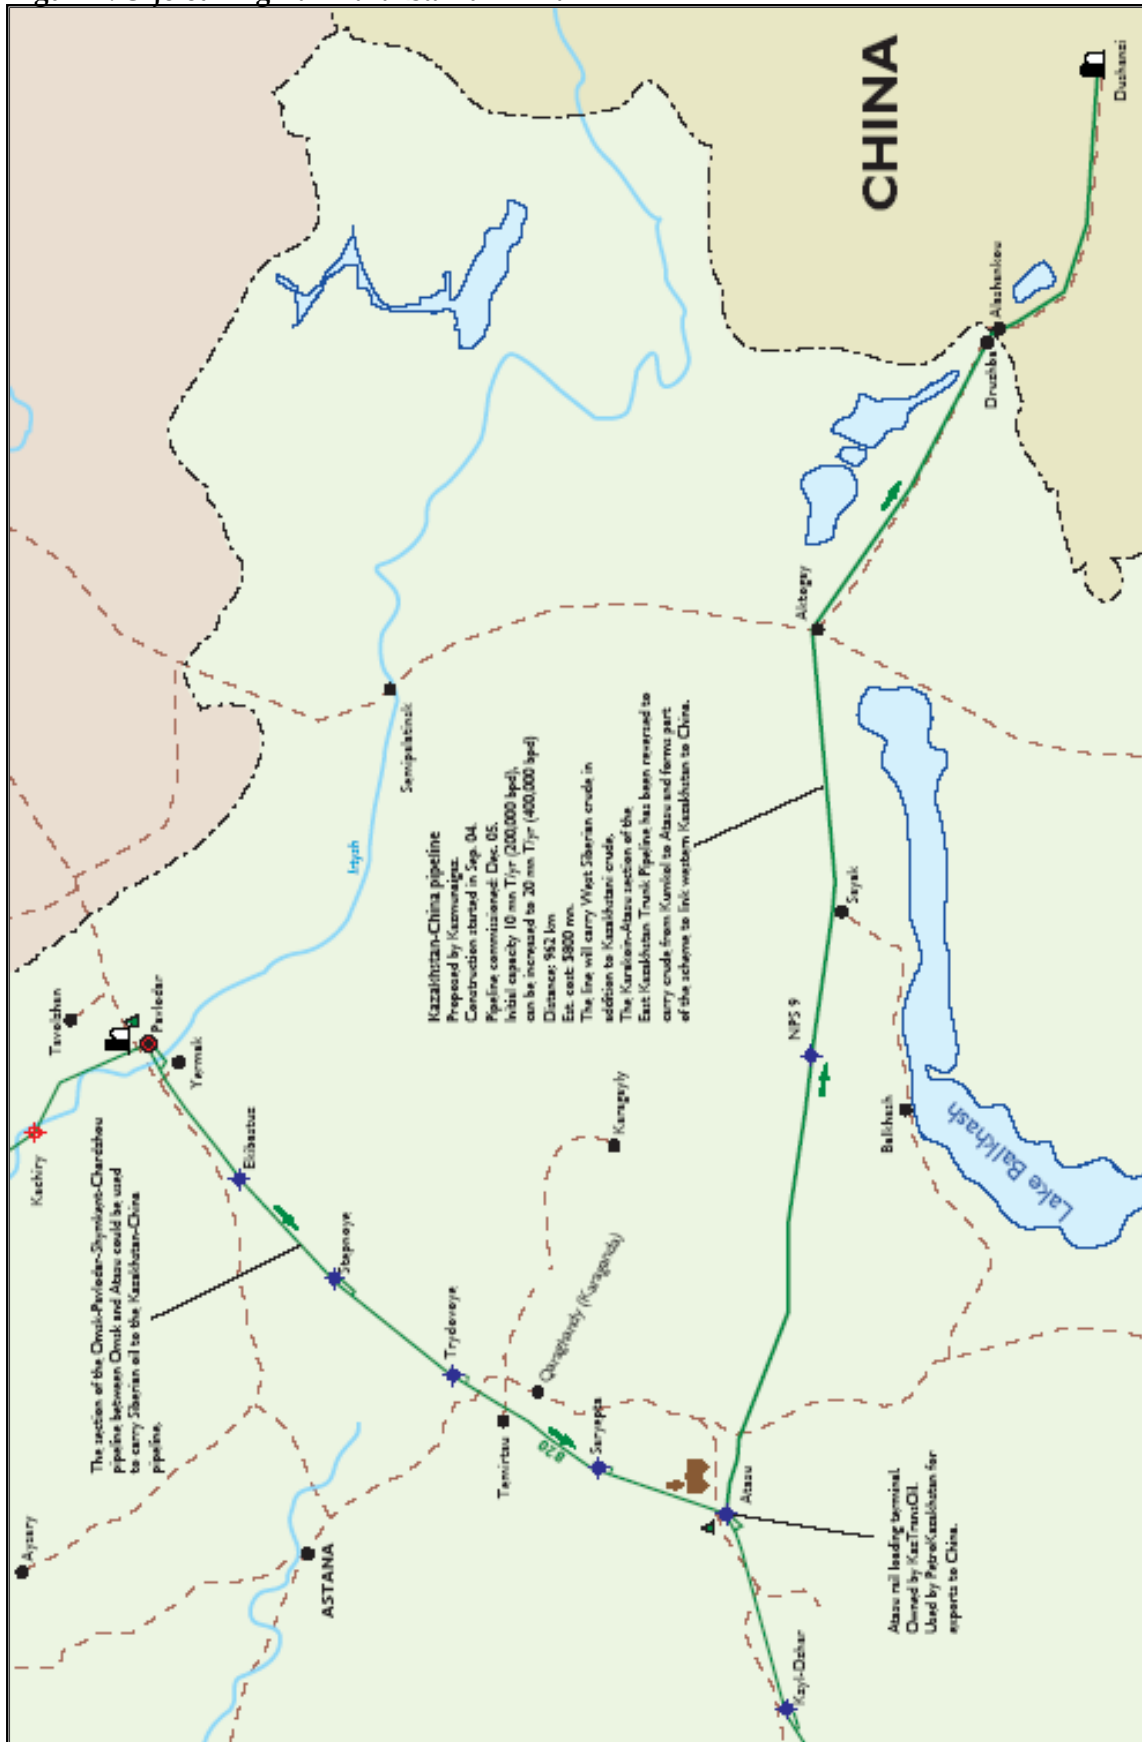 CHINA
Dushanzi
Alashankou
Druzhba
Aktogay
Semipalatinsk
Irtysh
Sayak
NPS 9
Balkhash
Lake Balkhash
Karagayly
Kazakhstan-China pipeline
Proposed by Kazmunaigaz.
Construction started in Sep. 04.
Pipeline commissioned: Dec. 05.
Initial capacity 10 mn T/yr (200,000 bpd),
can be increased to 20 mn T/yr (400,000 bpd)
Distance: 962 km
Est. cost: $800 mn.
The line will carry West Siberian crude in
addition to Kazakhstani crude.
The Karakoin-Atasu section of the
East Kazakhstan Trunk Pipeline has been reversed to
carry crude from Kumkol to Atasu and forms part
of the scheme to link western Kazakhstan to China.
Tavolzhan
Pavlodar
Yermak
Kachiry
Ekibastuz
Stepnoye
Trydovoye
Qaraghandy (Karaganda)
Temirtau
820
Saryepta
Atasu
Kzyl-Dzhar
The section of the Omsk-Pavlodar-Shymkent-Chardzhou
pipeline between Omsk and Atasu could be used
to carry Siberian oil to the Kazakhstan-China
pipeline.
Aysary
ASTANA
Atasu rail loading terminal.
Owned by KazTransOil.
Used by PetroKazakhstan for
exports to China.